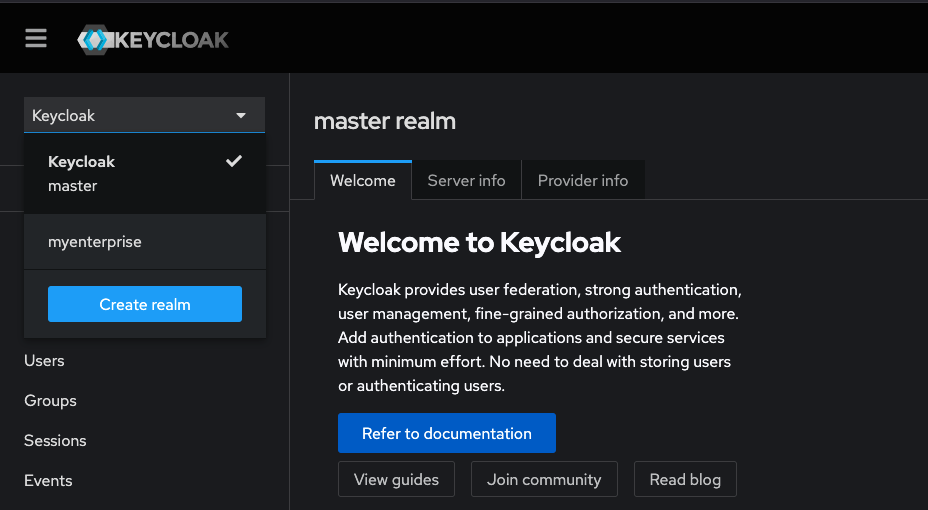 KEYCLOAK
Keycloak
Keycloak
master
myenterprise
Create realm
Users
Groups
Sessions
Events
master realm
Welcome
Server info
Provider info
Welcome to Keycloak
Keycloak provides user federation, strong authentication,
user management, fine-grained authorization, and more.
Add authentication to applications and secure services
with minimum effort. No need to deal with storing users
or authenticating users.
Refer to documentation
View guides
Join community
Read blog